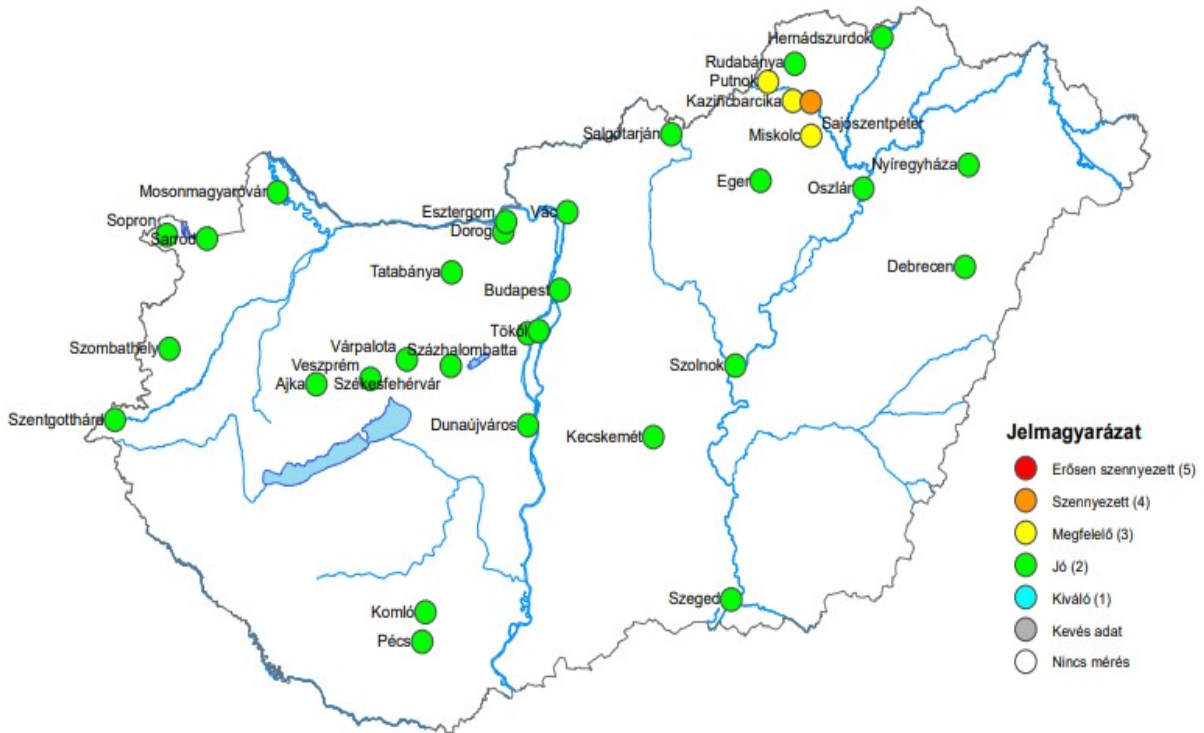 Hernádszurdok
Rudabánya
Putnok
Kazincbarcika
Sajószentpéter
Salgótarján
Miskolc
Nyíregyháza
Eger
Oszlár
Mosonmagyaróvár
Sopron
Sarród
Esztergom
Vác
Dorog
Tatabánya
Debrecen
Budapest
Tököl
Szombathely
Várpalota
Százhalombatta
Veszprém
Ajka
Székesfehérvár
Szolnok
Szentgotthárd
Dunaújváros
Kecskemét
Jelmagyarázat
Erősen szennyezett (5)
Szennyezett (4)
Megfelelő (3)
Jó (2)
Kiváló (1)
Kevés adat
Nincs mérés
Szeged
Komló
Pécs